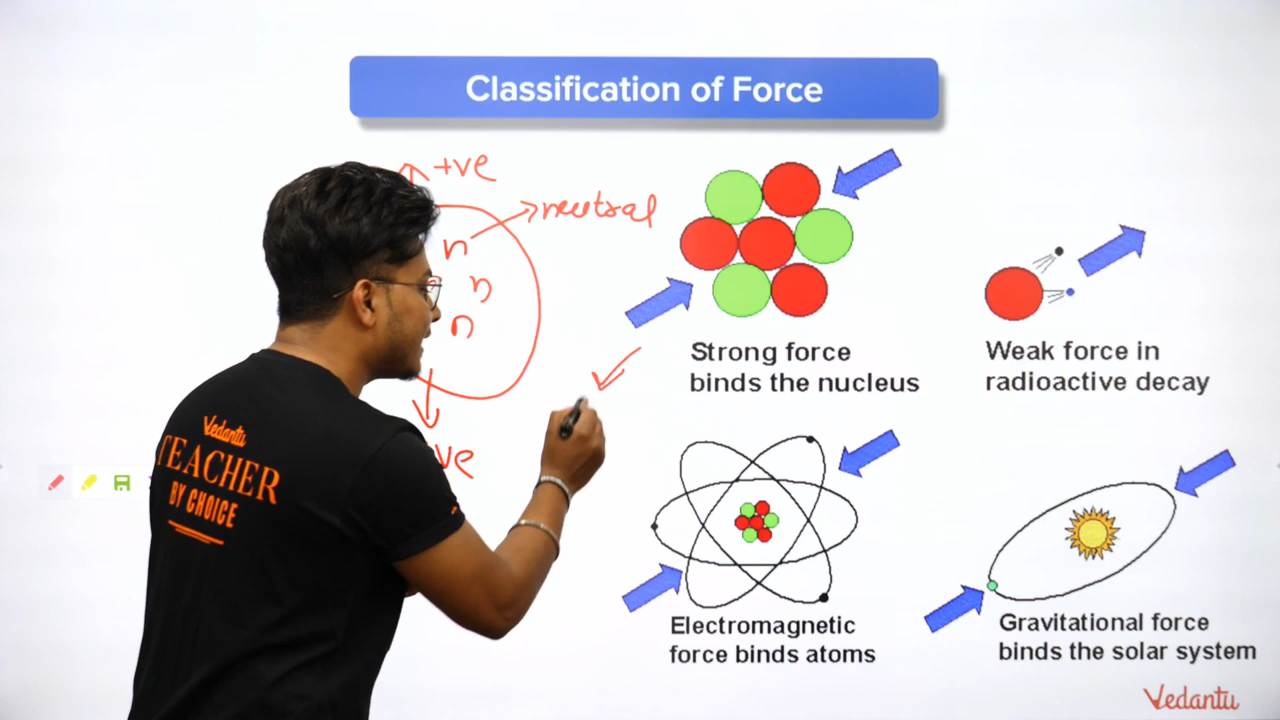 Classification of Force
+ve
neutral
n
n
n
ve
Strong force
binds the nucleus
Weak force in
radioactive decay
Electromagnetic
force binds atoms
Gravitational force
binds the solar system
Vedantu
TEACHER
BY CHOICE
Vedantu